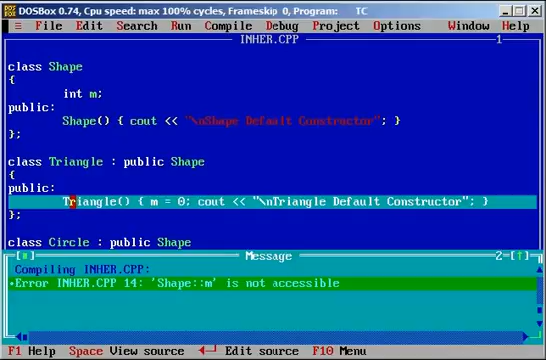 DOSBox 0.74, Cpu speed: max 100% cycles, Frameskip 0, Program: TC
≡ File Edit Search Run Compile Debug Project Options Window Help
INHER.CPP 1
class Shape
{
int m;
public:
Shape() { cout << "\nShape Default Constructor"; }
};
class Triangle : public Shape
{
public:
Triangle() { m = 0; cout << "\nTriangle Default Constructor"; }
};
class Circle : public Shape
[■] Message 2=[↑]
Compiling INHER.CPP:
•Error INHER.CPP 14: 'Shape::m' is not accessible
F1 Help Space View source ◄┘ Edit source F10 Menu